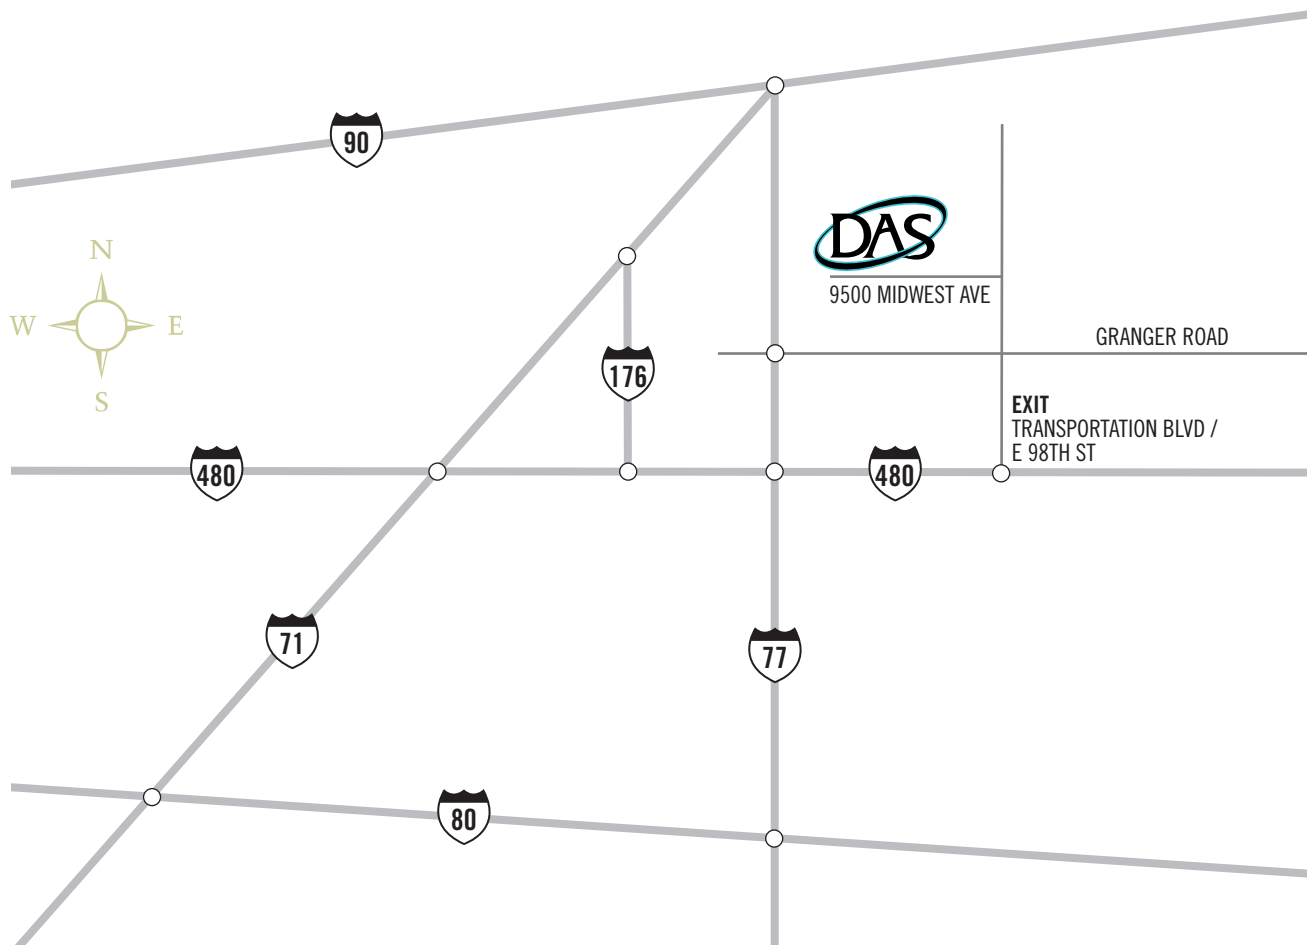 90
N
W
E
S
DAS
9500 MIDWEST AVE
GRANGER ROAD
176
EXIT
TRANSPORTATION BLVD /
E 98TH ST
480
480
71
77
80